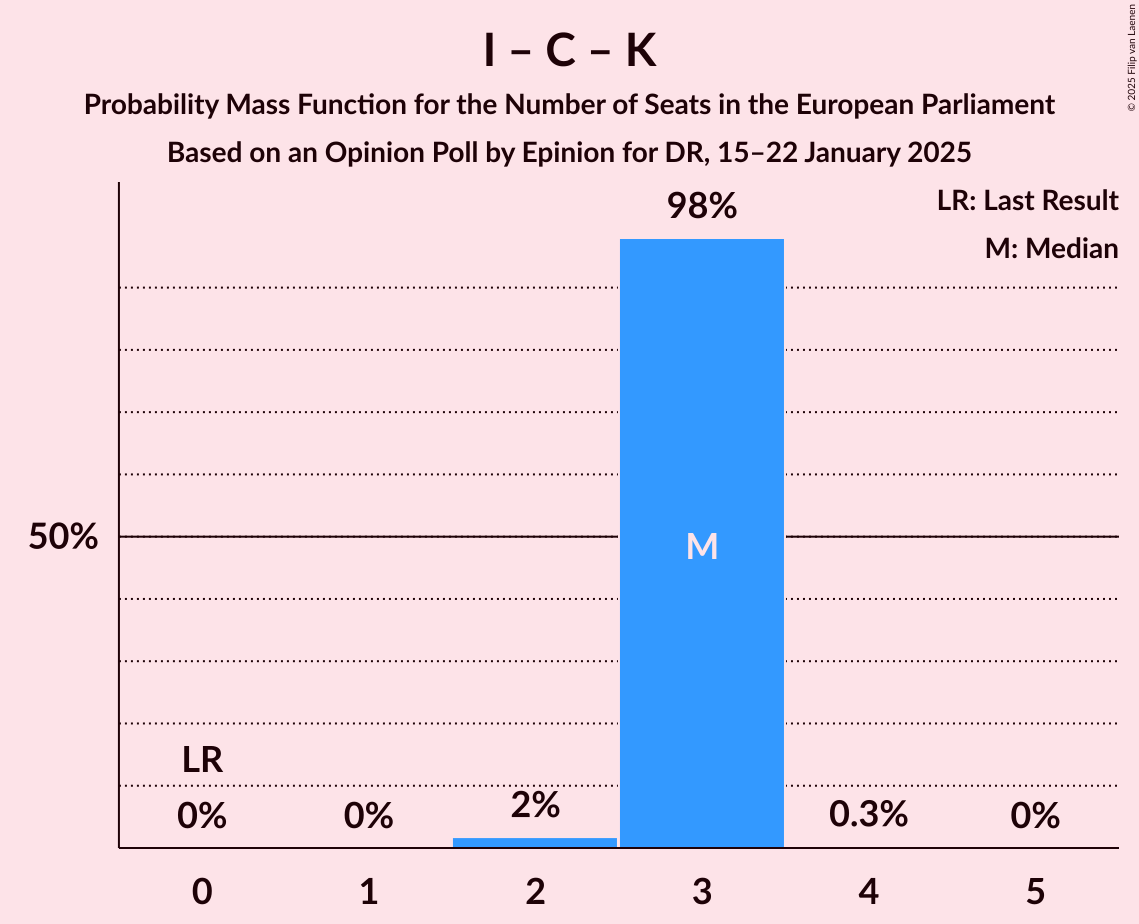 I – C – K
Probability Mass Function for the Number of Seats in the European Parliament
Based on an Opinion Poll by Epinion for DR, 15–22 January 2025
© 2025 Filip van Laenen
LR: Last Result
M: Median
98%
50%
M
LR
0%
0%
2%
0.3%
0%
0
1
2
3
4
5